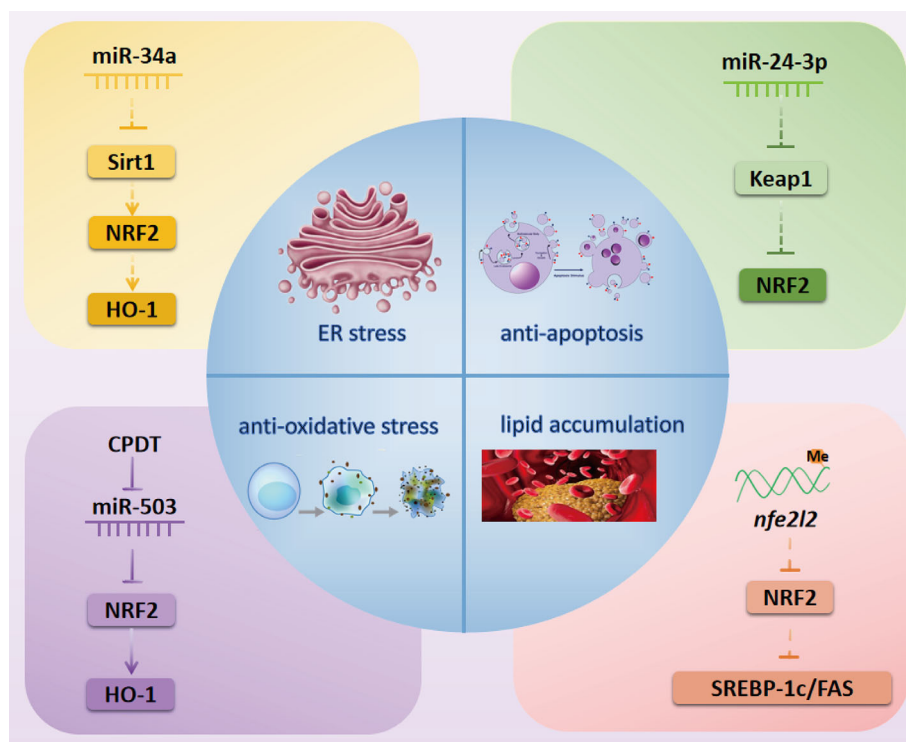 miR-34a
Sirt1
NRF2
HO-1
ER stress
miR-24-3p
Keap1
NRF2
anti-apoptosis
CPDT
miR-503
NRF2
HO-1
anti-oxidative stress
lipid accumulation
Me
nfe2l2
NRF2
SREBP-1c/FAS